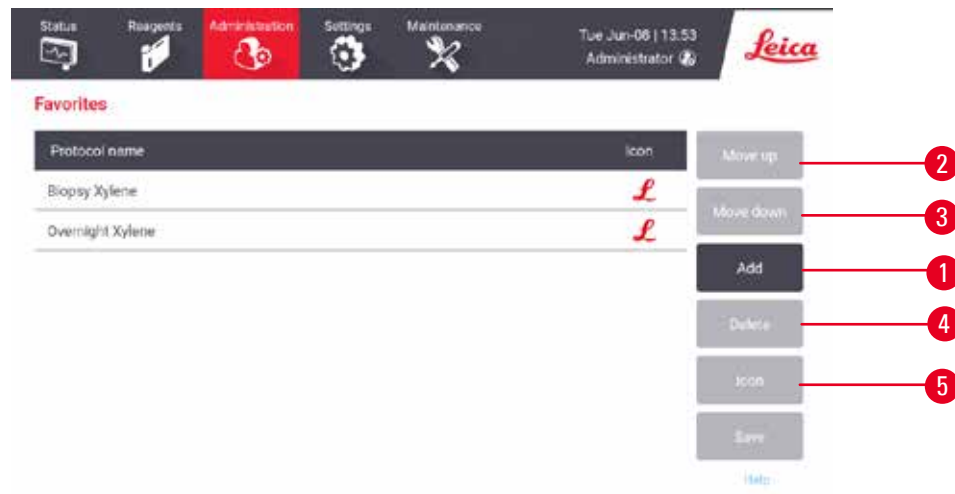 Status Reagents Administration Settings Maintenance
Tue Jun-06 | 13:53
Administrator
Leica
Favorites
Protocol name Icon
Biopsy Xylene
Overnight Xylene
Move up
2
Move down
3
Add
1
Delete
4
Icon
5
Save
Help